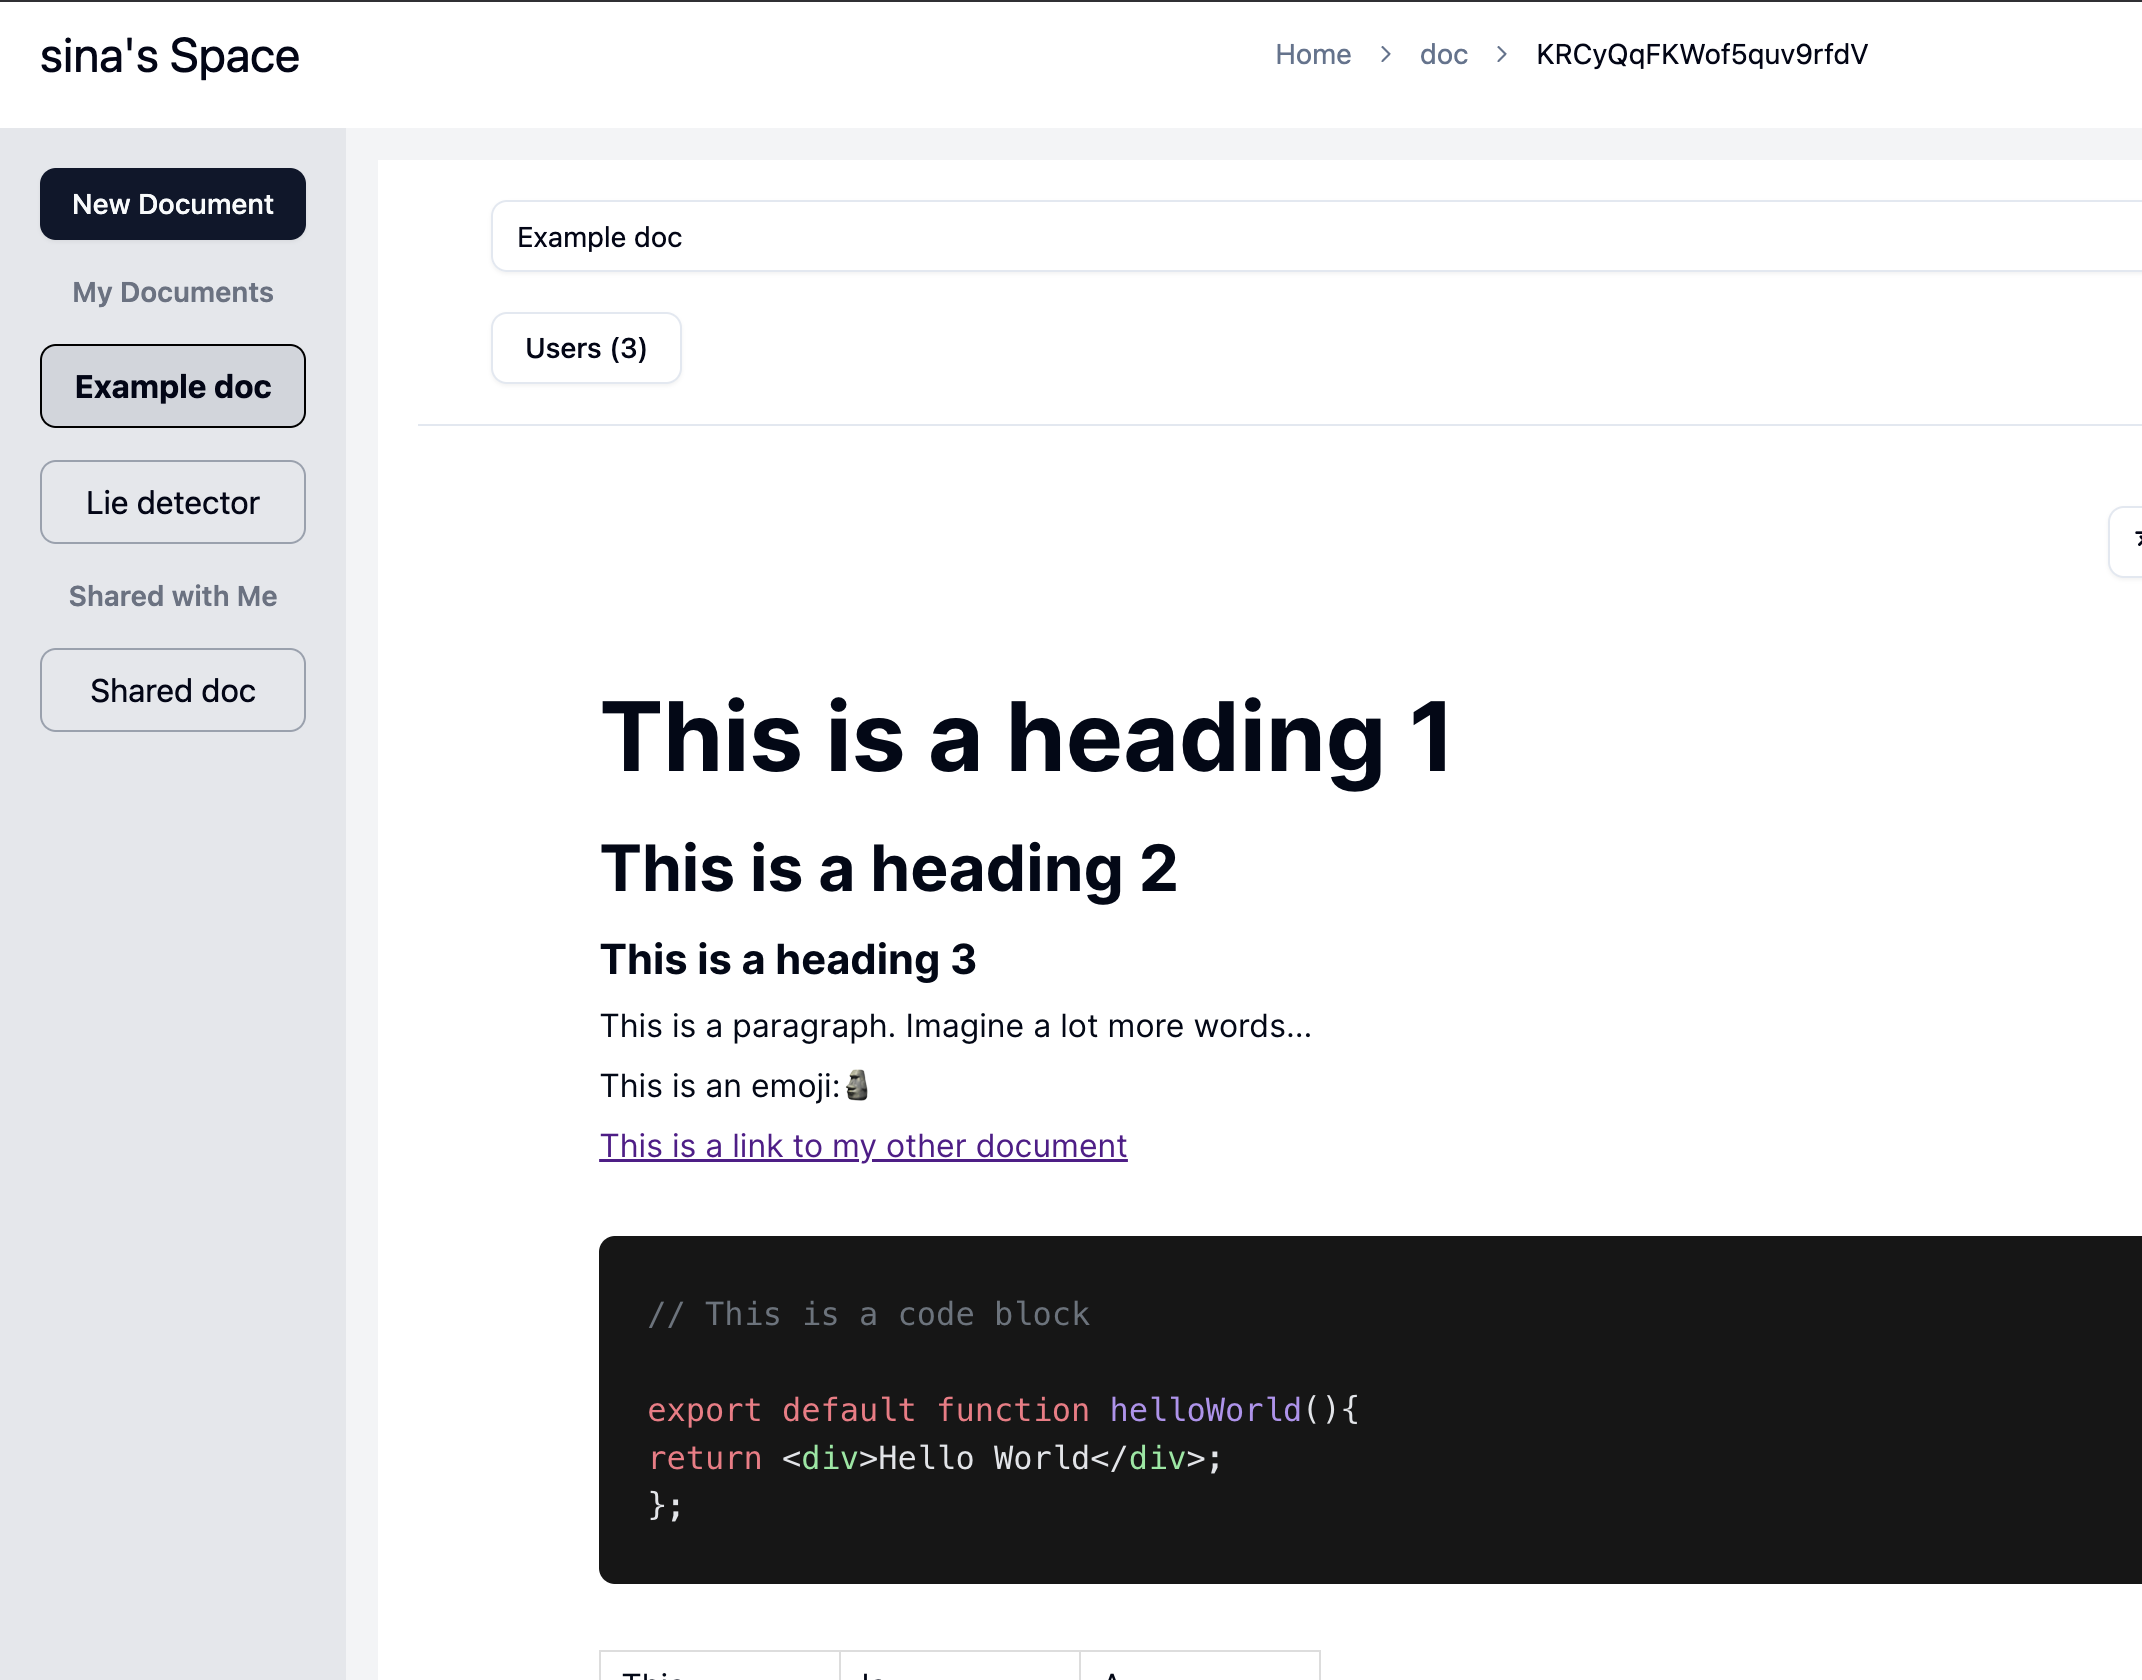 sina's Space
Home > doc > KRCyQqFKWof5quv9rfdV
New Document
My Documents
Example doc
Lie detector
Shared with Me
Shared doc
Example doc
Users (3)
This is a heading 1
This is a heading 2
This is a heading 3
This is a paragraph. Imagine a lot more words...
This is an emoji:🗿
This is a link to my other document
// This is a code block
export default function helloWorld(){
return <div>Hello World</div>;
};
This